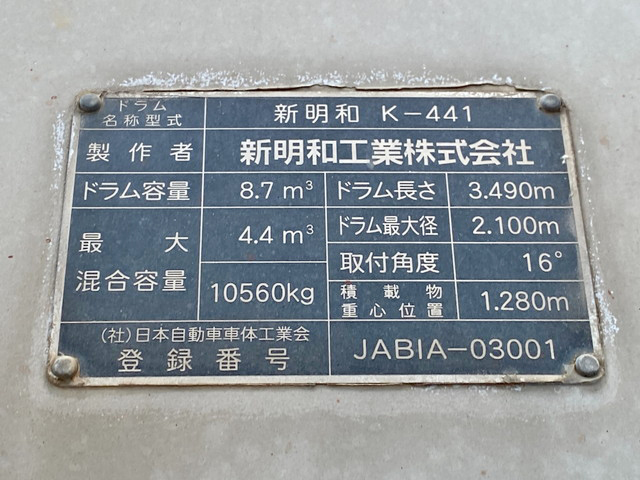 ドラム
名称型式
新明和 K-441
製作者
新明和工業株式会社
ドラム容量
8.7 m³
ドラム長さ
3.490m
最大
混合容量
4.4 m³
10560kg
ドラム最大径
2.100m
取付角度
16°
積載物
重心位置
1.280m
(社)日本自動車車体工業会
登録番号
JABIA-03001